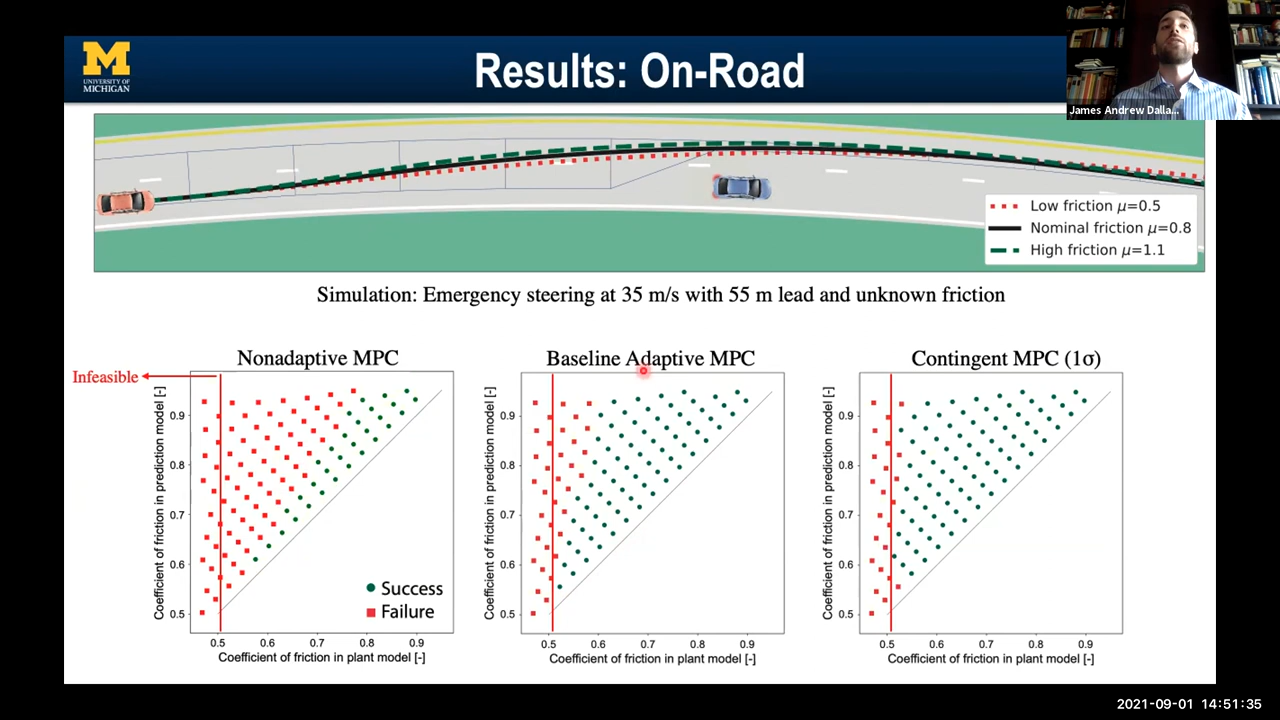 UNIVERSITY OF
MICHIGAN
Results: On-Road
James Andrew Dalla...
Low friction μ=0.5
Nominal friction μ=0.8
High friction μ=1.1
Simulation: Emergency steering at 35 m/s with 55 m lead and unknown friction
Infeasible
Nonadaptive MPC
Coefficient of friction in prediction model [-]
0.9
0.8
0.7
0.6
0.5
Success
Failure
0.5 0.6 0.7 0.8 0.9
Coefficient of friction in plant model [-]
Baseline Adaptive MPC
Coefficient of friction in prediction model [-]
0.9
0.8
0.7
0.6
0.5
0.5 0.6 0.7 0.8 0.9
Coefficient of friction in plant model [-]
Contingent MPC (1σ)
Coefficient of friction in prediction model [-]
0.9
0.8
0.7
0.6
0.5
0.5 0.6 0.7 0.8 0.9
Coefficient of friction in plant model [-]
2021-09-01 14:51:35